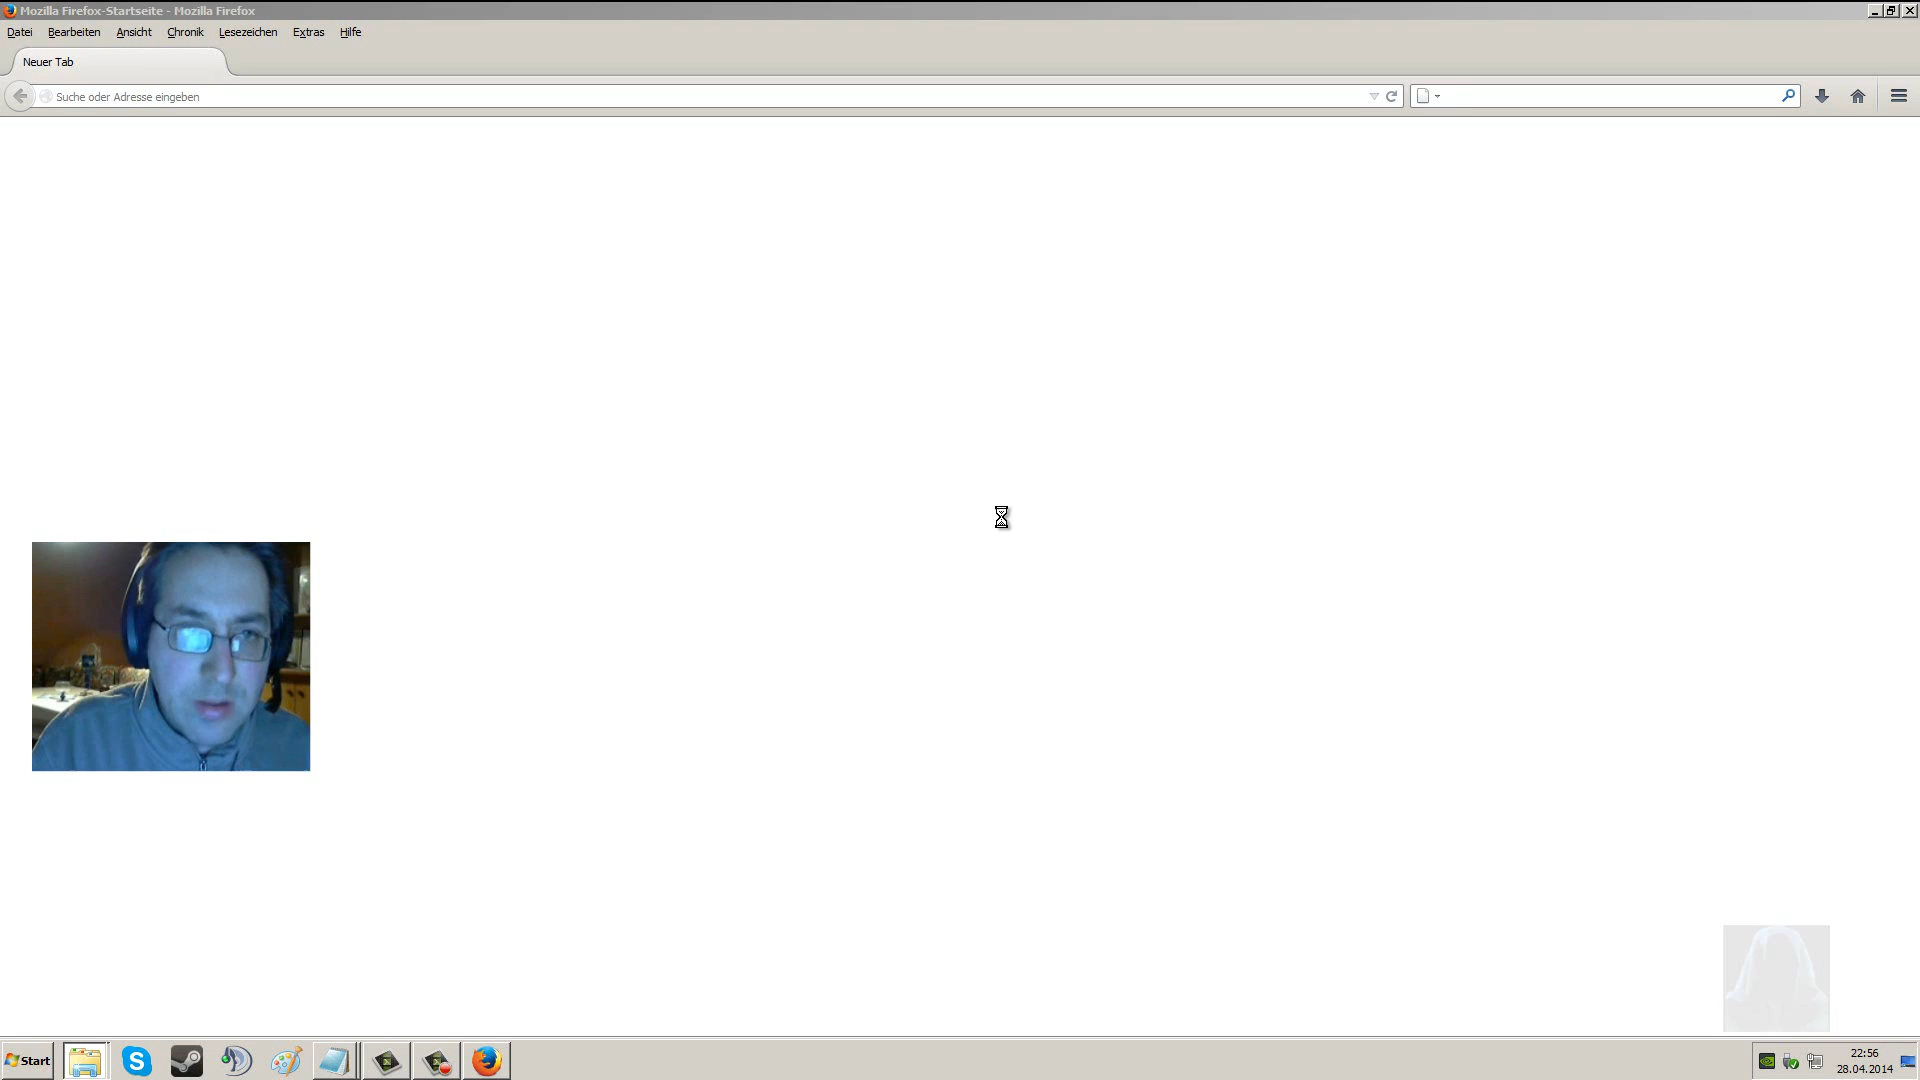 Mozilla Firefox-Startseite - Mozilla Firefox
Datei Bearbeiten Ansicht Chronik Lesezeichen Extras Hilfe
Neuer Tab
Suche oder Adresse eingeben
Start
22:56
28.04.2014